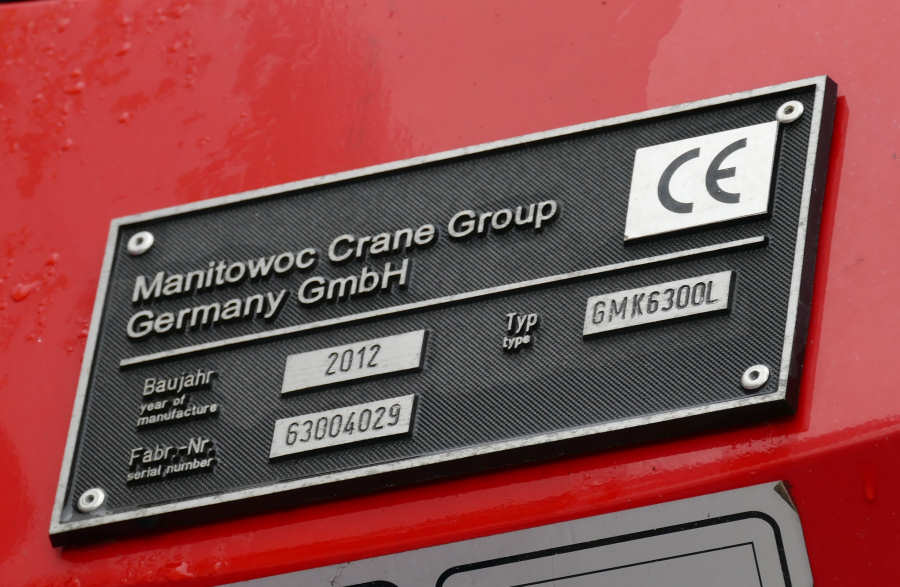 CE
Manitowoc Crane Group
Germany GmbH
Baujahr 2012
year of
manufacture
Typ GMK6300L
type
Fabr.-Nr. 63004029
serial number